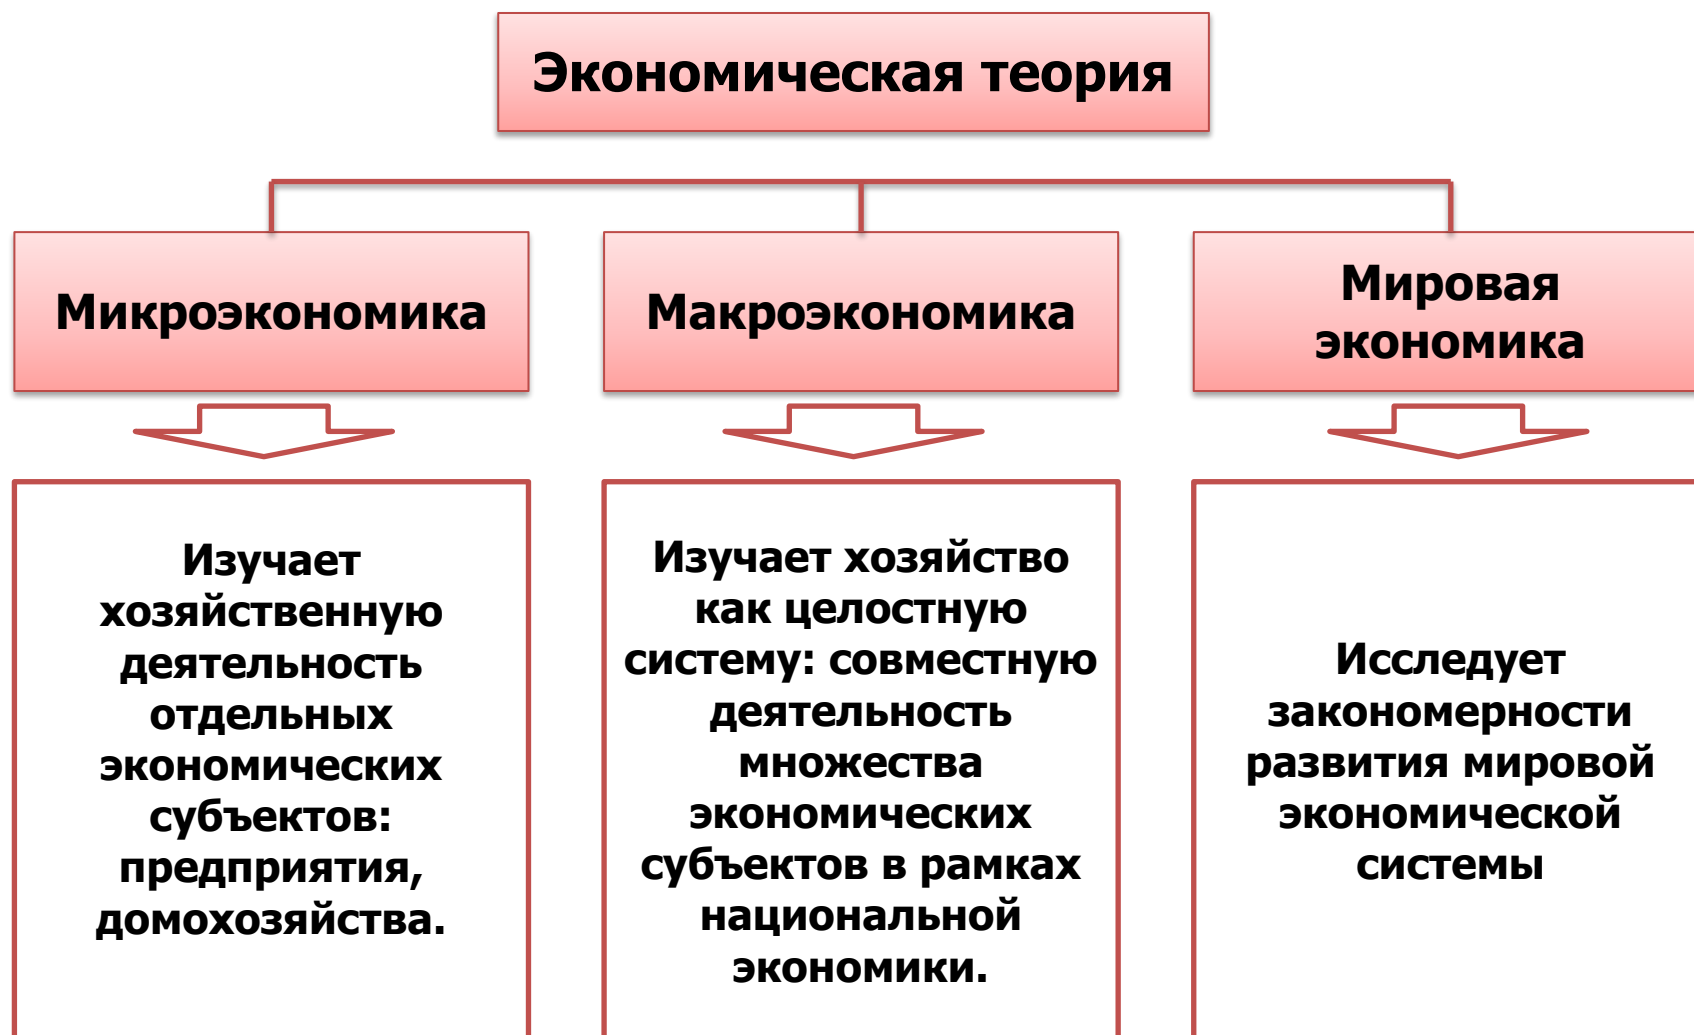 Экономическая теория
Микроэкономика
Макроэкономика
Мировая
экономика
Изучает
хозяйственную
деятельность
отдельных
экономических
субъектов:
предприятия,
домохозяйства.
Изучает хозяйство
как целостную
систему: совместную
деятельность
множества
экономических
субъектов в рамках
национальной
экономики.
Исследует
закономерности
развития мировой
экономической
системы